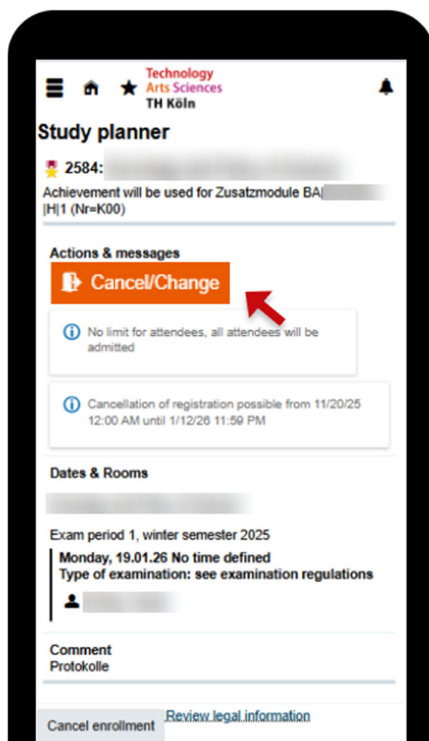 Technology
Arts Sciences
TH Köln
Study planner
2584:
Achievement will be used for Zusatzmodule BA|
|H|1 (Nr=K00)
Actions & messages
Cancel/Change
No limit for attendees, all attendees will be
admitted
Cancellation of registration possible from 11/20/25
12:00 AM until 1/12/26 11:59 PM
Dates & Rooms
Exam period 1, winter semester 2025
Monday, 19.01.26 No time defined
Type of examination: see examination regulations
Comment
Protokolle
Cancel enrollment
Review legal information